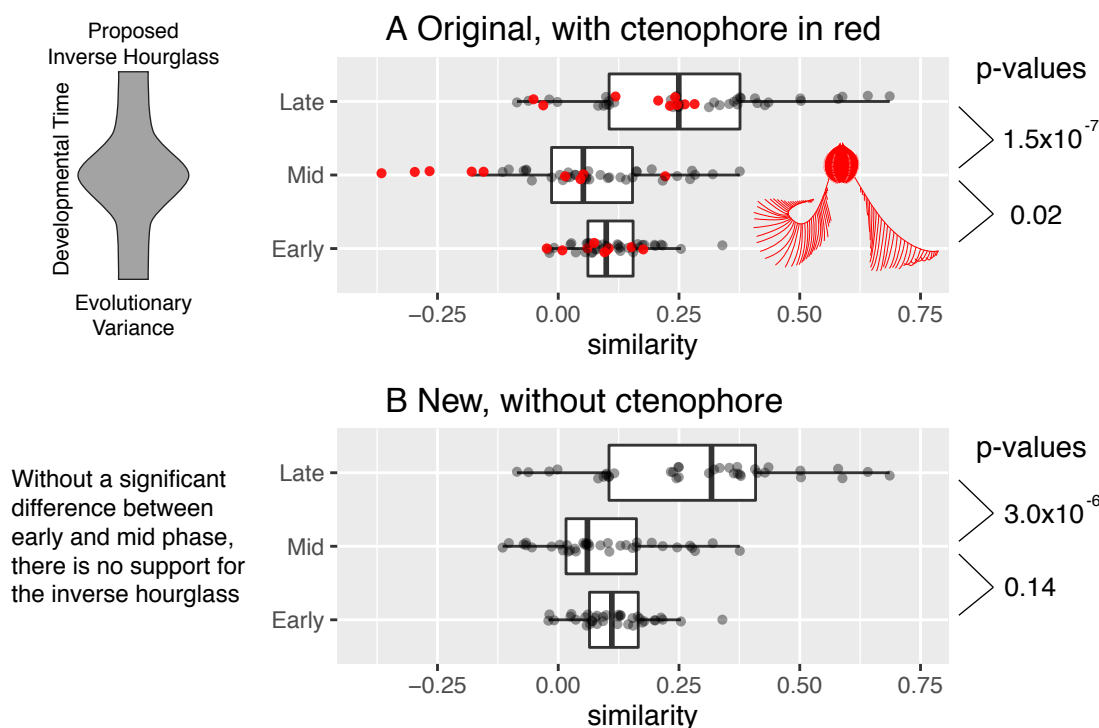 Proposed
Inverse Hourglass
Developmental Time
Evolutionary
Variance
A Original, with ctenophore in red
Late
Mid
Early
−0.25 0.00 0.25 0.50 0.75
similarity
p-values
1.5x10⁻⁷
0.02
Without a significant
difference between
early and mid phase,
there is no support for
the inverse hourglass
B New, without ctenophore
Late
Mid
Early
−0.25 0.00 0.25 0.50 0.75
similarity
p-values
3.0x10⁻⁶
0.14